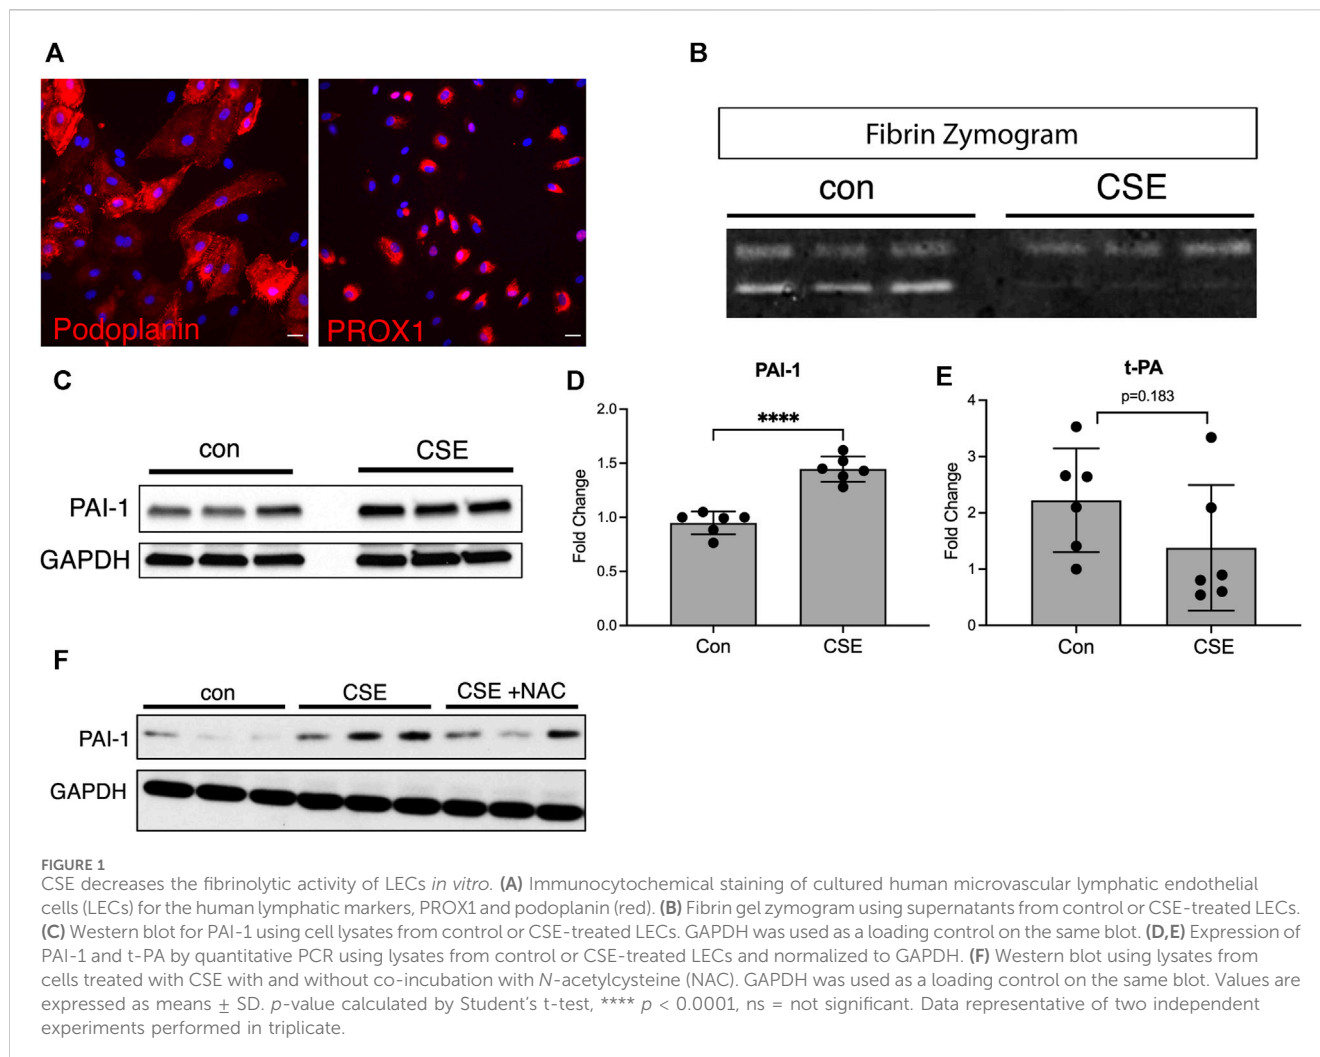 A
Podoplanin
PROX1
B
Fibrin Zymogram
con
CSE
C
con
CSE
PAI-1
GAPDH
D
PAI-1
****
Fold Change
2.0
1.5
1.0
0.5
0.0
Con
CSE
E
t-PA
p=0.183
Fold Change
4
3
2
1
0
Con
CSE
F
con
CSE
CSE +NAC
PAI-1
GAPDH
FIGURE 1
CSE decreases the fibrinolytic activity of LECs in vitro. (A) Immunocytochemical staining of cultured human microvascular lymphatic endothelial
cells (LECs) for the human lymphatic markers, PROX1 and podoplanin (red). (B) Fibrin gel zymogram using supernatants from control or CSE-treated LECs.
(C) Western blot for PAI-1 using cell lysates from control or CSE-treated LECs. GAPDH was used as a loading control on the same blot. (D,E) Expression of
PAI-1 and t-PA by quantitative PCR using lysates from control or CSE-treated LECs and normalized to GAPDH. (F) Western blot using lysates from
cells treated with CSE with and without co-incubation with N-acetylcysteine (NAC). GAPDH was used as a loading control on the same blot. Values are
expressed as means ± SD. p-value calculated by Student's t-test, **** p < 0.0001, ns = not significant. Data representative of two independent
experiments performed in triplicate.